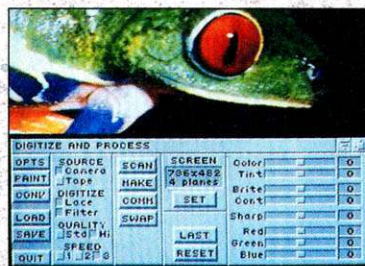 DIGITIZE AND PROCESS
OPTS
PAINT
CONV
LOAD
SAVE
QUIT
SOURCE
Camera
Tape
DIGITIZE
Lace
Filter
QUALITY
Std Hi
SPEED
1 2 3
SCAN
MAKE
COMM
SWAP
SCREEN
706x482
4 planes
SET
LAST
RESET
Color 0
Tint 0
Brite 0
Cont 0
Sharp 0
Red 0
Green 0
Blue 0